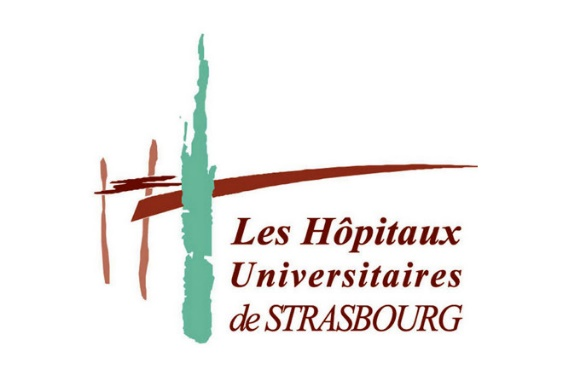 Les Hôpitaux
Universitaires
de STRASBOURG